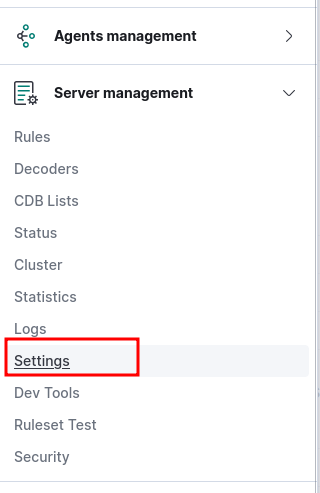 Agents management
Server management
Rules
Decoders
CDB Lists
Status
Cluster
Statistics
Logs
Settings
Dev Tools
Ruleset Test
Security